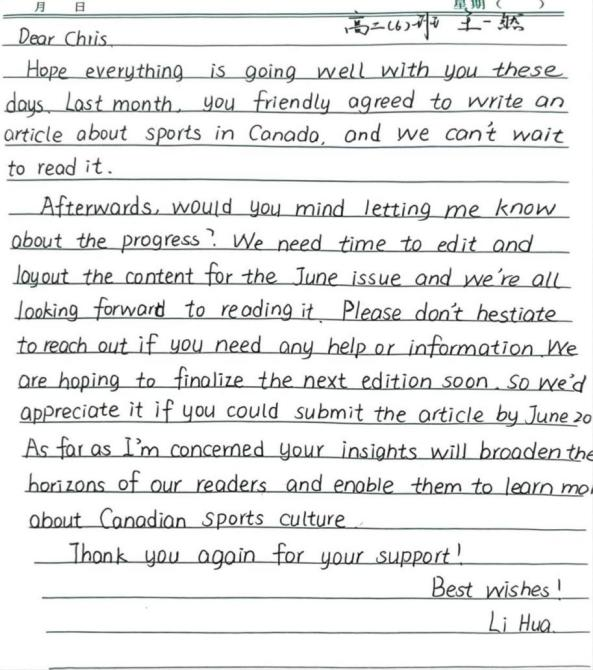 月 日 星期（ ）
高二(6)班 王一然
Dear Chris,
Hope everything is going well with you these
days. Last month, you friendly agreed to write an
article about sports in Canada, and we can't wait
to read it.
Afterwards, would you mind letting me know
about the progress? We need time to edit and
layout the content for the June issue and we're all
looking forward to reading it. Please don't hestiate
to reach out if you need any help or information. We
are hoping to finalize the next edition soon. So we'd
appreciate it if you could submit the article by June 20
As far as I'm concerned your insights will broaden the
horizons of our readers and enable them to learn mo
about Canadian sports culture.
Thank you again for your support!
Best wishes!
Li Hua.